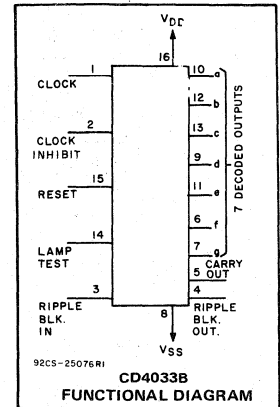 VDD
16
1
CLOCK
2
CLOCK
INHIBIT
15
RESET
14
LAMP
TEST
3
RIPPLE
BLK.
IN
10 a
12 b
13 c
9 d
11 e
6 f
7 g
7 DECODED OUTPUTS
CARRY
OUT
5
4
RIPPLE
BLK.
OUT.
8
VSS
92CS-25076R1
CD4033B
FUNCTIONAL DIAGRAM